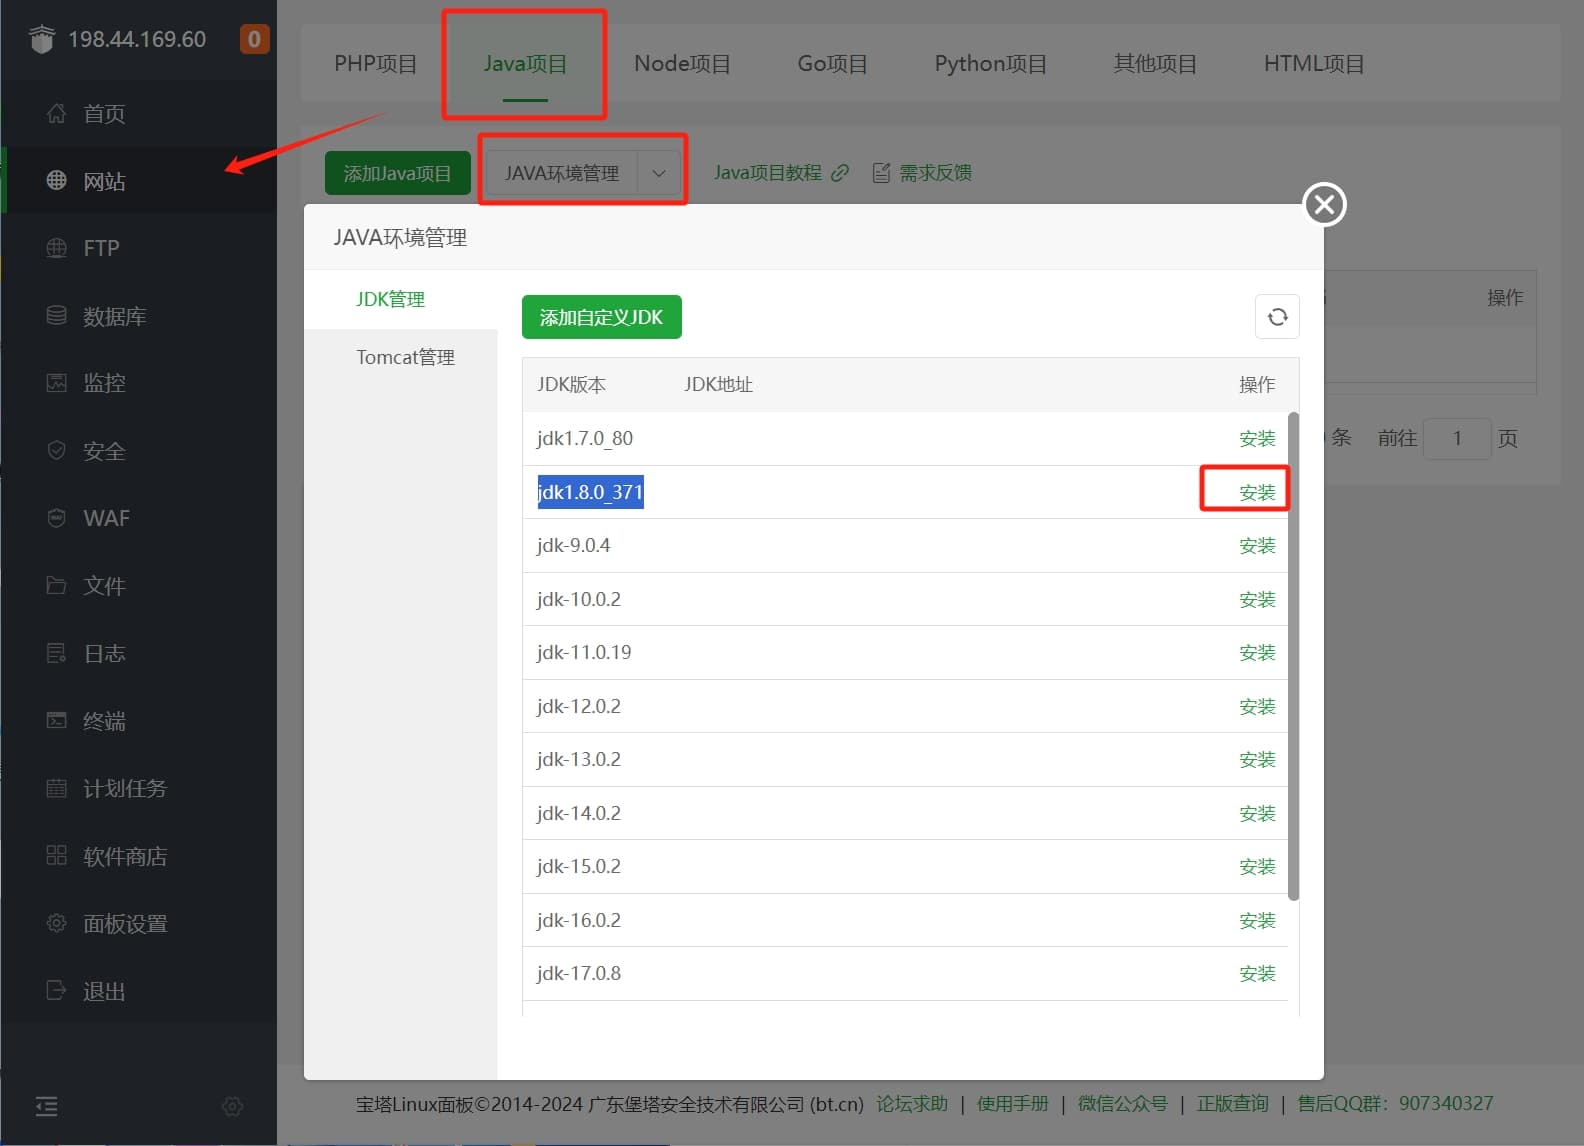 198.44.169.60 0
首页
网站
FTP
数据库
监控
安全
WAF
文件
日志
终端
计划任务
软件商店
面板设置
退出
PHP项目 Java项目 Node项目 Go项目 Python项目 其他项目 HTML项目
添加Java项目 JAVA环境管理 Java项目教程 需求反馈
JAVA环境管理
JDK管理
Tomcat管理
添加自定义JDK
JDK版本 JDK地址 操作
jdk1.7.0_80 安装
jdk1.8.0_371 安装
jdk-9.0.4 安装
jdk-10.0.2 安装
jdk-11.0.19 安装
jdk-12.0.2 安装
jdk-13.0.2 安装
jdk-14.0.2 安装
jdk-15.0.2 安装
jdk-16.0.2 安装
jdk-17.0.8 安装
操作
条 前往 1 页
宝塔Linux面板©2014-2024 广东堡塔安全技术有限公司 (bt.cn) 论坛求助 | 使用手册 | 微信公众号 | 正版查询 | 售后QQ群：907340327